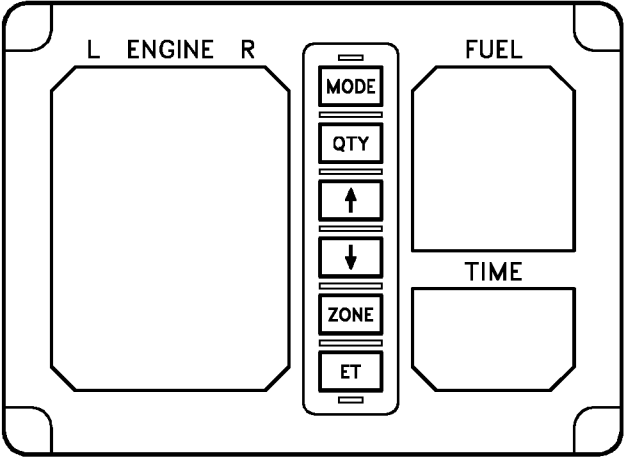 L ENGINE R
FUEL
MODE
QTY
↑
↓
ZONE
ET
TIME